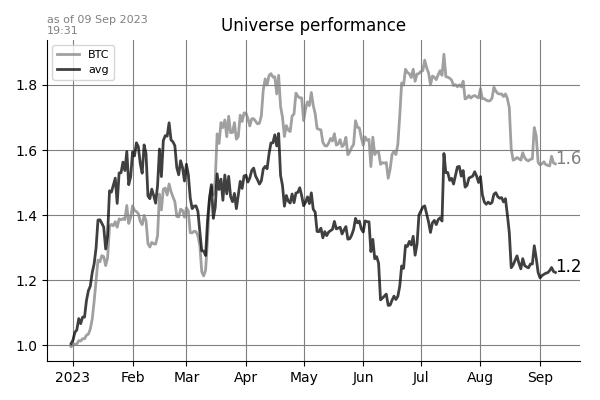 as of 09 Sep 2023
19:31
Universe performance
BTC
avg
1.8
1.6
1.4
1.2
1.0
1.6
1.2
2023 Feb Mar Apr May Jun Jul Aug Sep